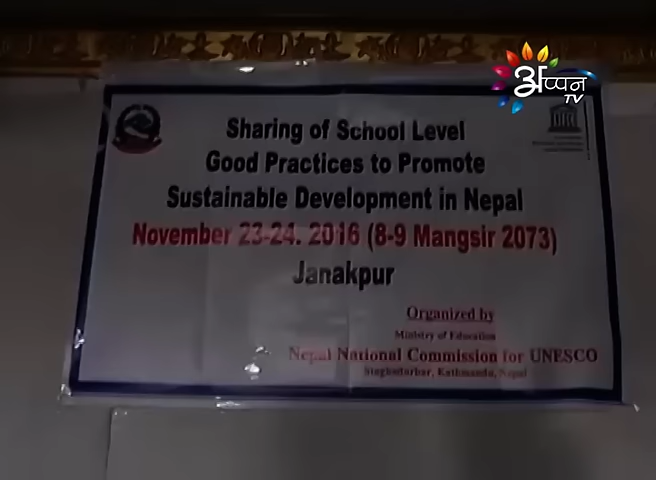 अप्पन
TV
Sharing of School Level
Good Practices to Promote
Sustainable Development in Nepal
November 23-24. 2016 (8-9 Mangsir 2073)
Janakpur
Organized by
Ministry of Education
Nepal National Commission for UNESCO
Singhadurbar, Kathmandu, Nepal